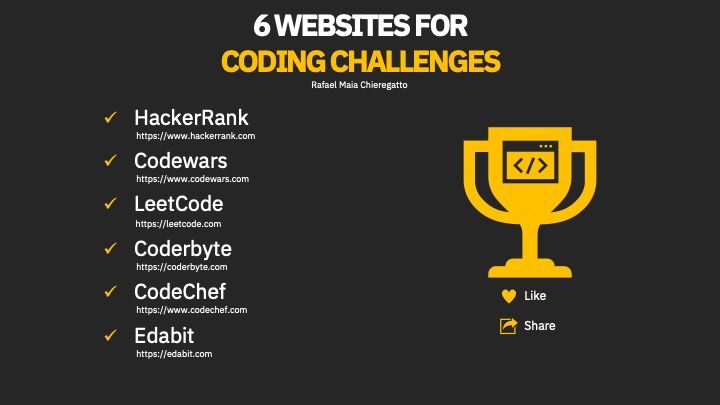 6 WEBSITES FOR
CODING CHALLENGES
Rafael Maia Chieregatto
✓ HackerRank
https://www.hackerrank.com
✓ Codewars
https://www.codewars.com
✓ LeetCode
https://leetcode.com
✓ Coderbyte
https://coderbyte.com
✓ CodeChef
https://www.codechef.com
✓ Edabit
https://edabit.com
</>
Like
Share